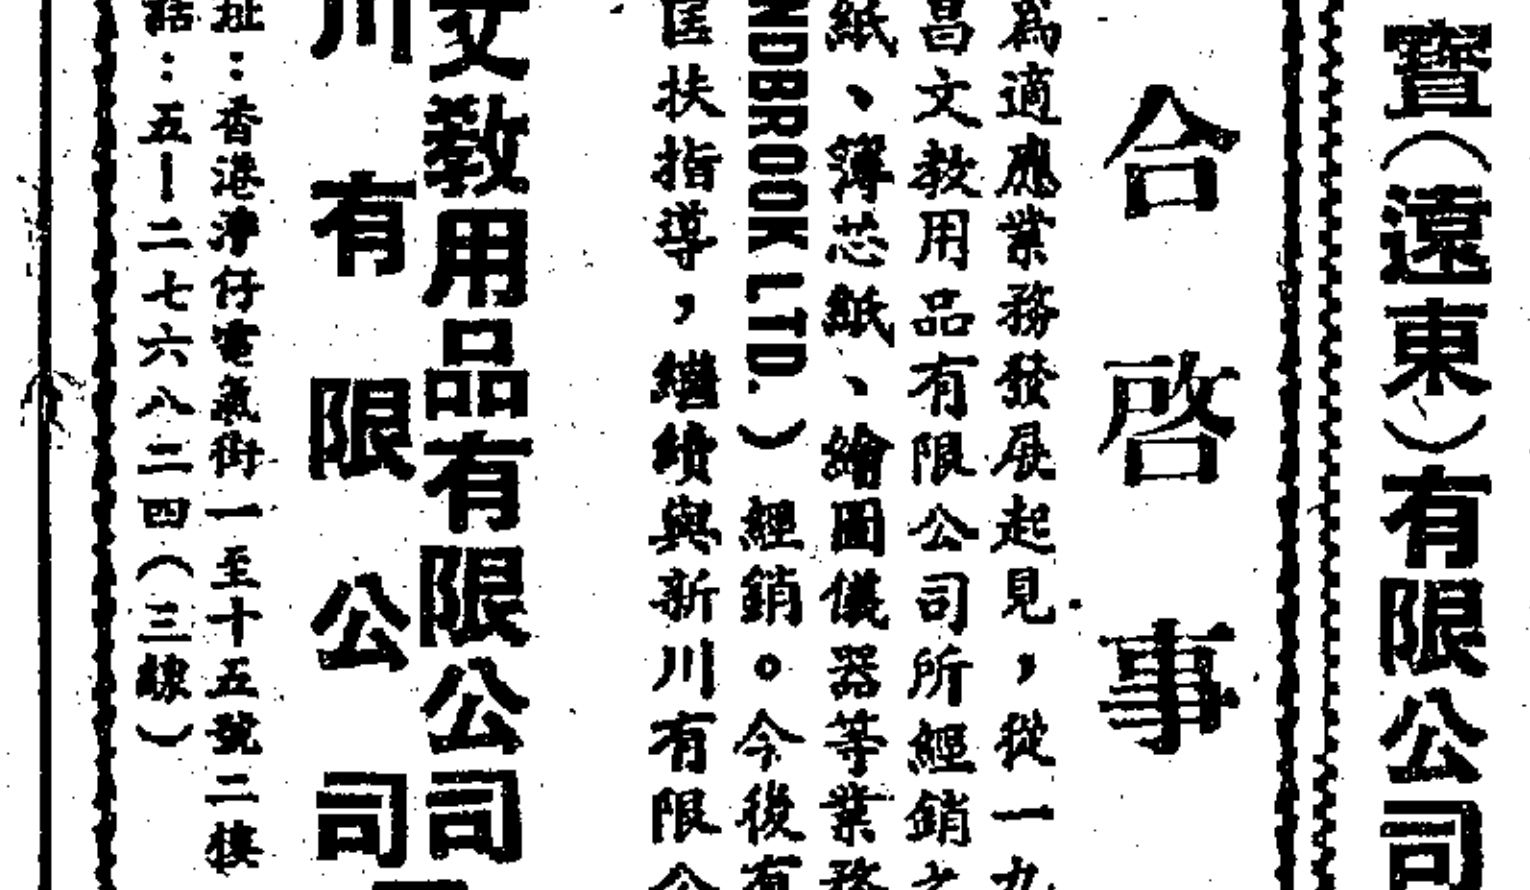 寶(遠東)有限公司
合啓事
為適應業務發展起見,從一九
昌文教用品有限公司所經銷之
紙、簿芯紙、繪圖儀器等業務
NDBROOK LTD.)經銷。今後有
匡扶指導,繼續與新川有限公
文教用品有限公司
川有限公司
址:香港灣仔電氣街一至十五號二樓
話:五—二七六八二四(三線)